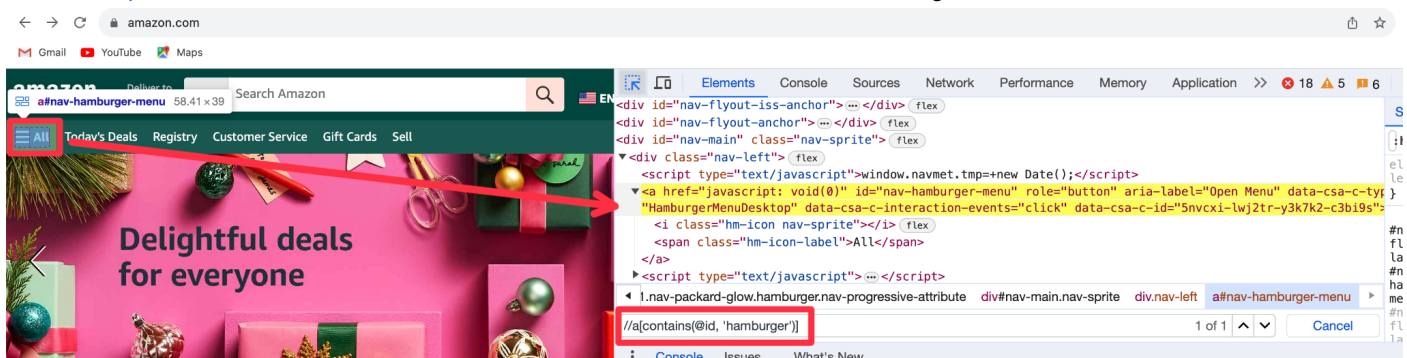 amazon.com
Gmail YouTube Maps
amazon Deliver to Search Amazon EN
a#nav-hamburger-menu 58.41×39
All Today's Deals Registry Customer Service Gift Cards Sell
Delightful deals
for everyone
Elements Console Sources Network Performance Memory Application 18 5 6
<div id="nav-flyout-iss-anchor">…</div> flex
<div id="nav-flyout-anchor">…</div> flex
<div id="nav-main" class="nav-sprite"> flex
<div class="nav-left"> flex
<script type="text/javascript">window.navmet.tmp=+new Date();</script>
<a href="javascript: void(0)" id="nav-hamburger-menu" role="button" aria-label="Open Menu" data-csa-c-typ
"HamburgerMenuDesktop" data-csa-c-interaction-events="click" data-csa-c-id="5nvcxi-lwj2tr-y3k7k2-c3bi9s">
<i class="hm-icon nav-sprite"></i> flex
<span class="hm-icon-label">All</span>
</a>
<script type="text/javascript">…</script>
l.nav-packard-glow.hamburger.nav-progressive-attribute div#nav-main.nav-sprite div.nav-left a#nav-hamburger-menu
//a[contains(@id, 'hamburger')] 1 of 1 Cancel
Console Issues What's New